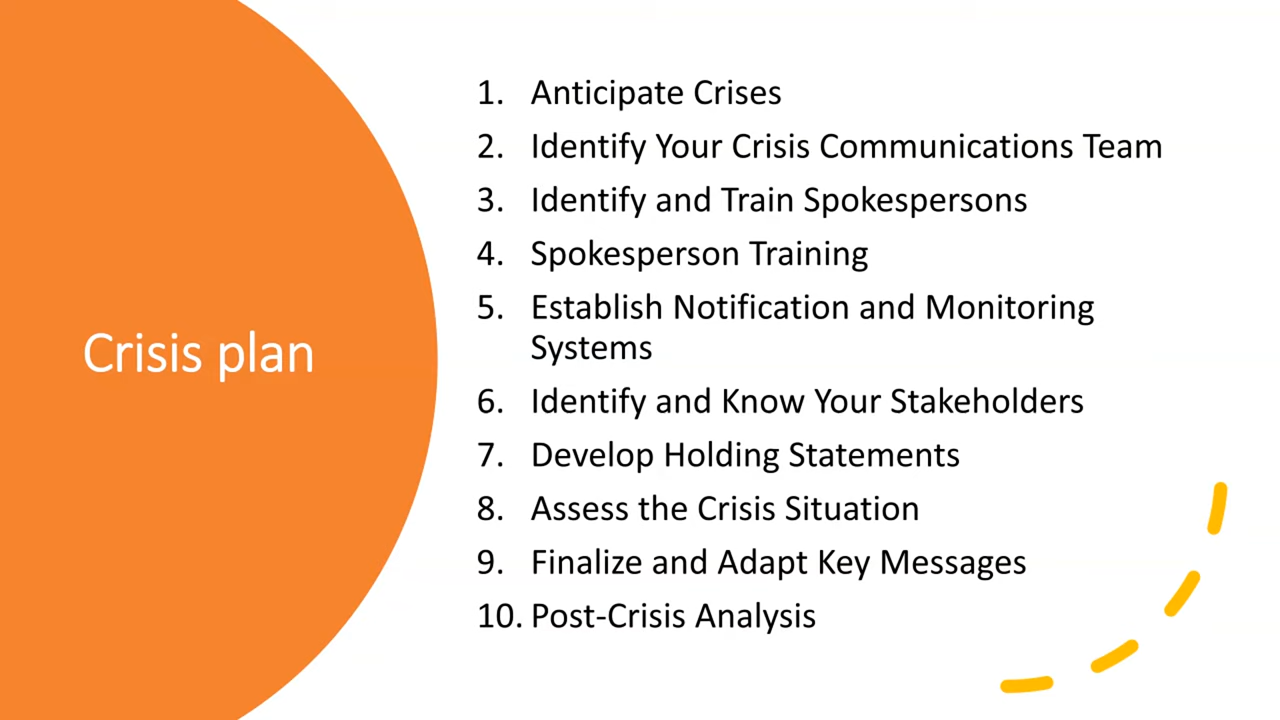 Crisis plan
1. Anticipate Crises
2. Identify Your Crisis Communications Team
3. Identify and Train Spokespersons
4. Spokesperson Training
5. Establish Notification and Monitoring
Systems
6. Identify and Know Your Stakeholders
7. Develop Holding Statements
8. Assess the Crisis Situation
9. Finalize and Adapt Key Messages
10. Post-Crisis Analysis